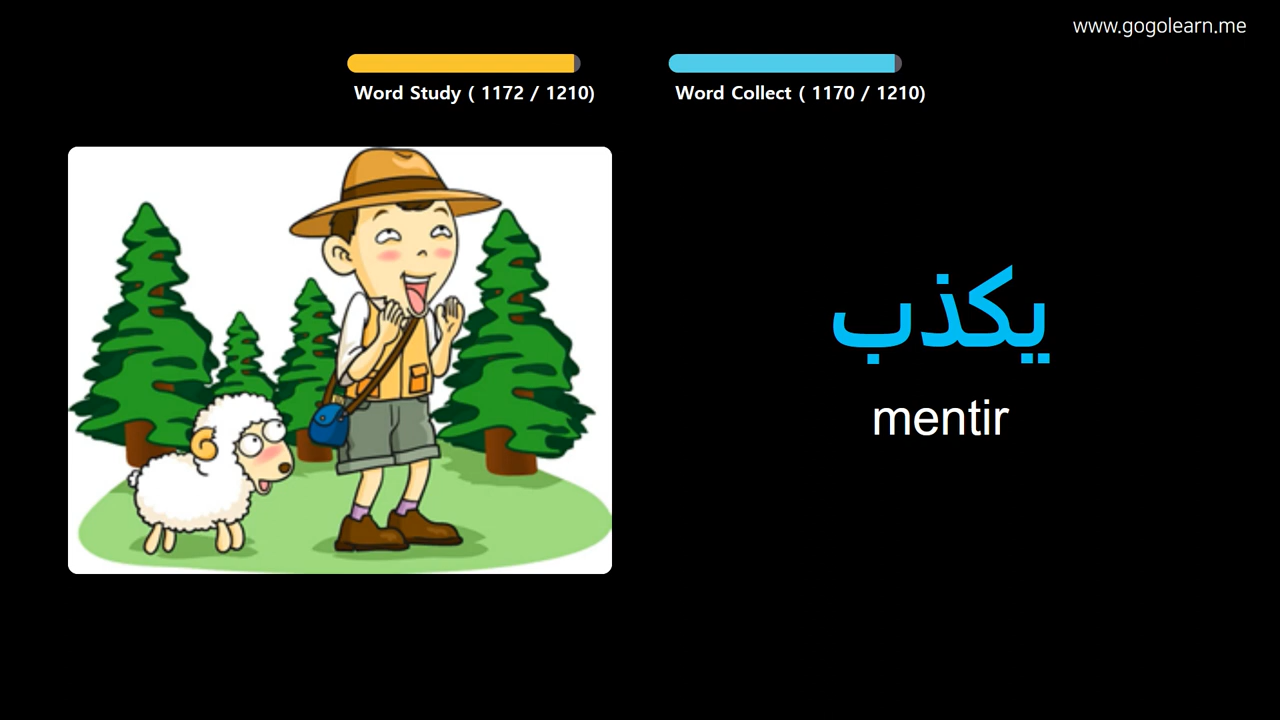 www.gogolearn.me
Word Study ( 1172 / 1210)
Word Collect ( 1170 / 1210)
يكذب
mentir